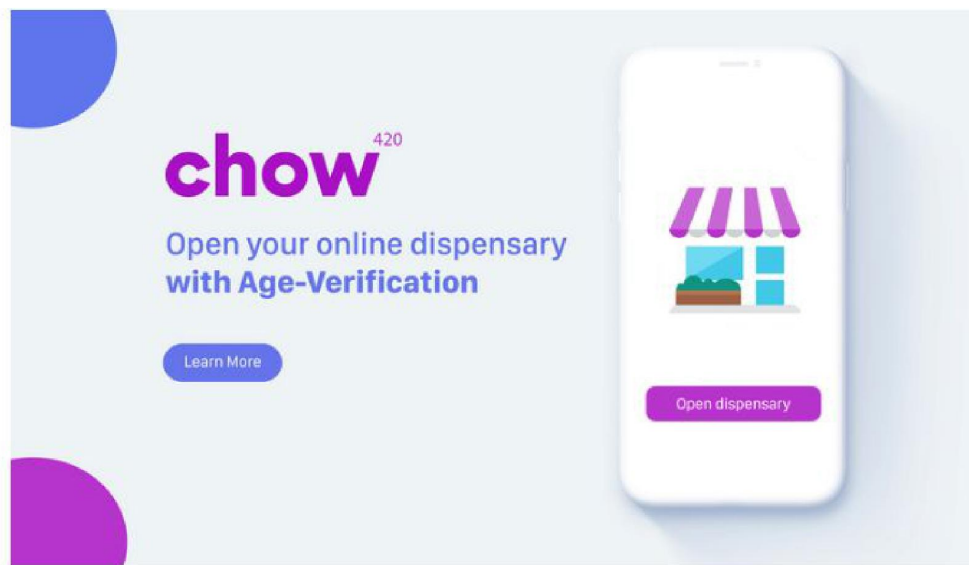 chow 420
Open your online dispensary
with Age-Verification
Learn More
Open dispensary